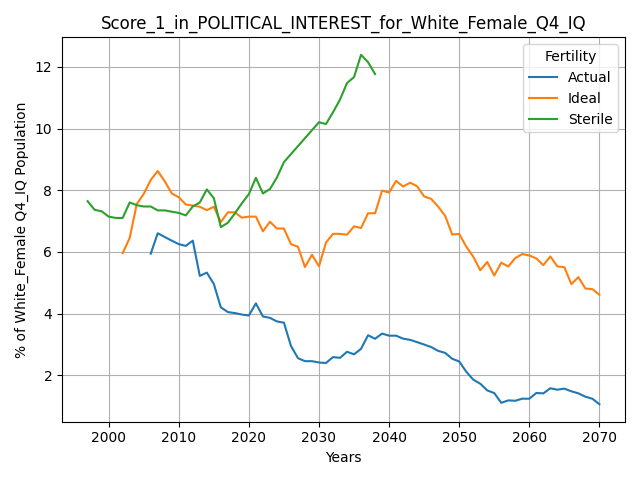 Score_1_in_POLITICAL_INTEREST_for_White_Female_Q4_IQ
% of White_Female Q4_IQ Population
12
10
8
6
4
2
Fertility
Actual
Ideal
Sterile
2000 2010 2020 2030 2040 2050 2060 2070
Years